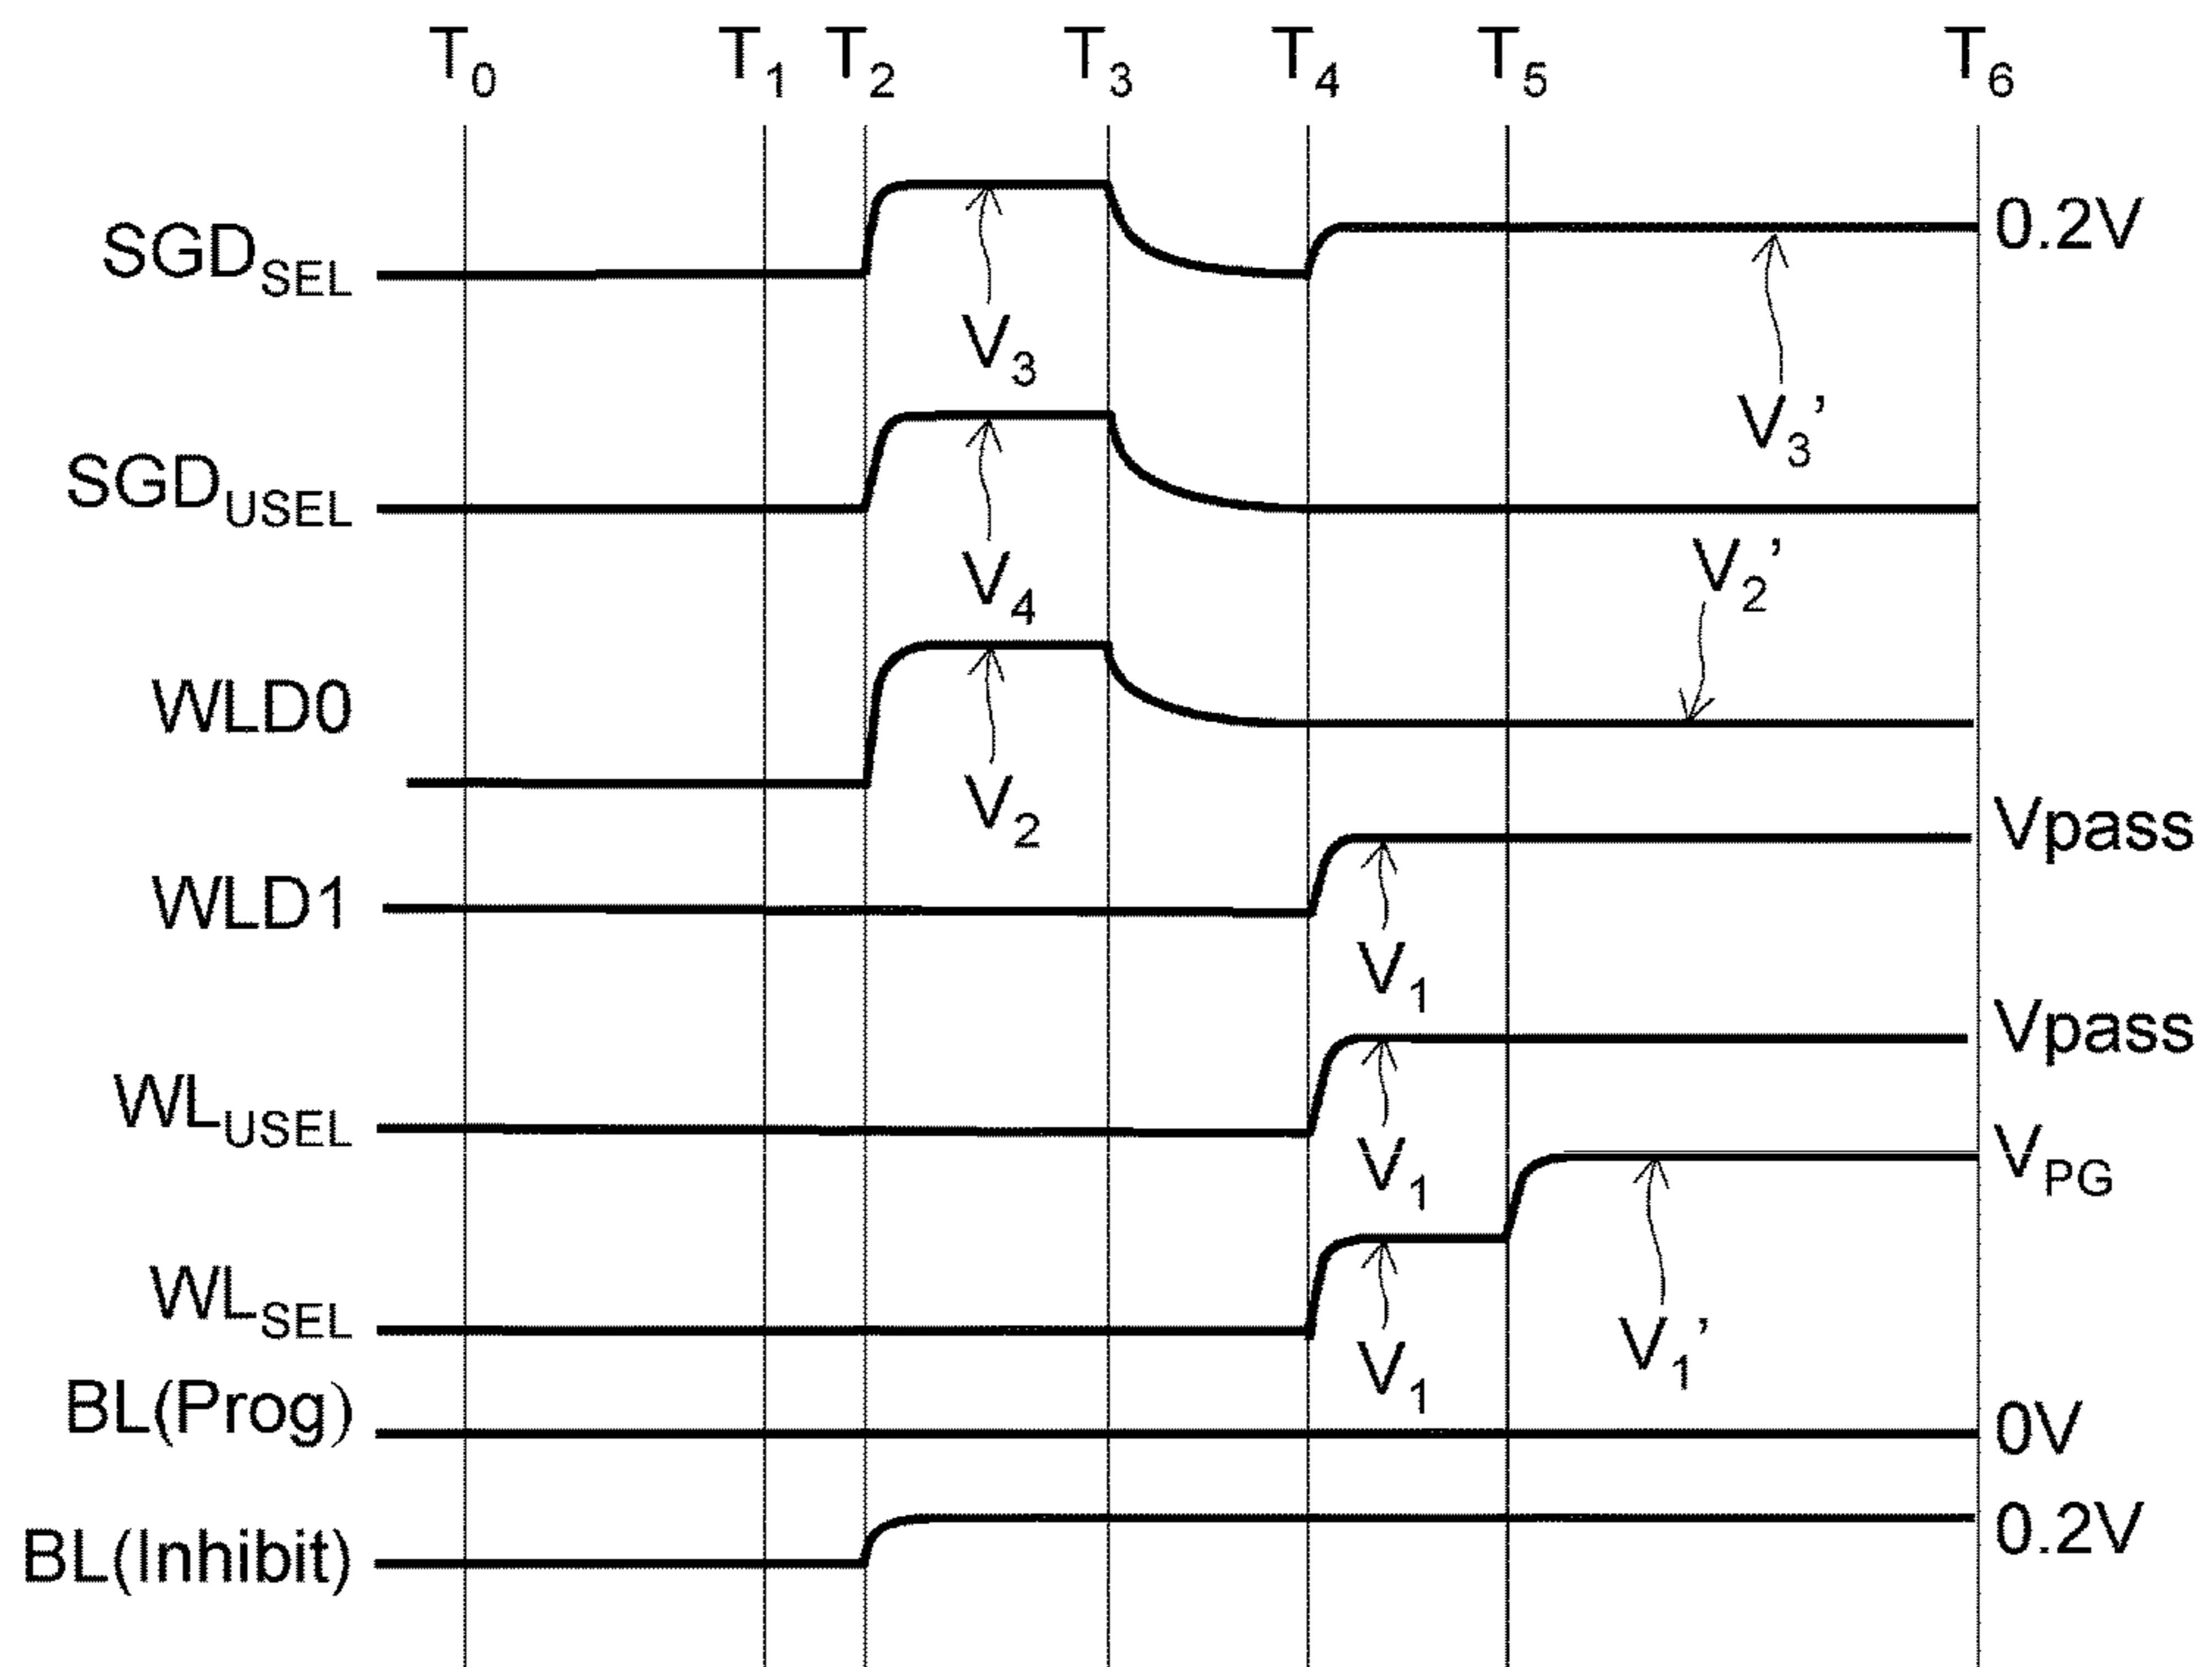 T0 T1 T2 T3 T4 T5 T6
SGDSEL 0.2V
V3
V3’
SGDUSEL
V4
V2’
WLD0
V2
Vpass
WLD1
V1
Vpass
WLUSEL
V1
VPG
WLSEL
V1
V1’
BL(Prog) 0V
BL(Inhibit) 0.2V